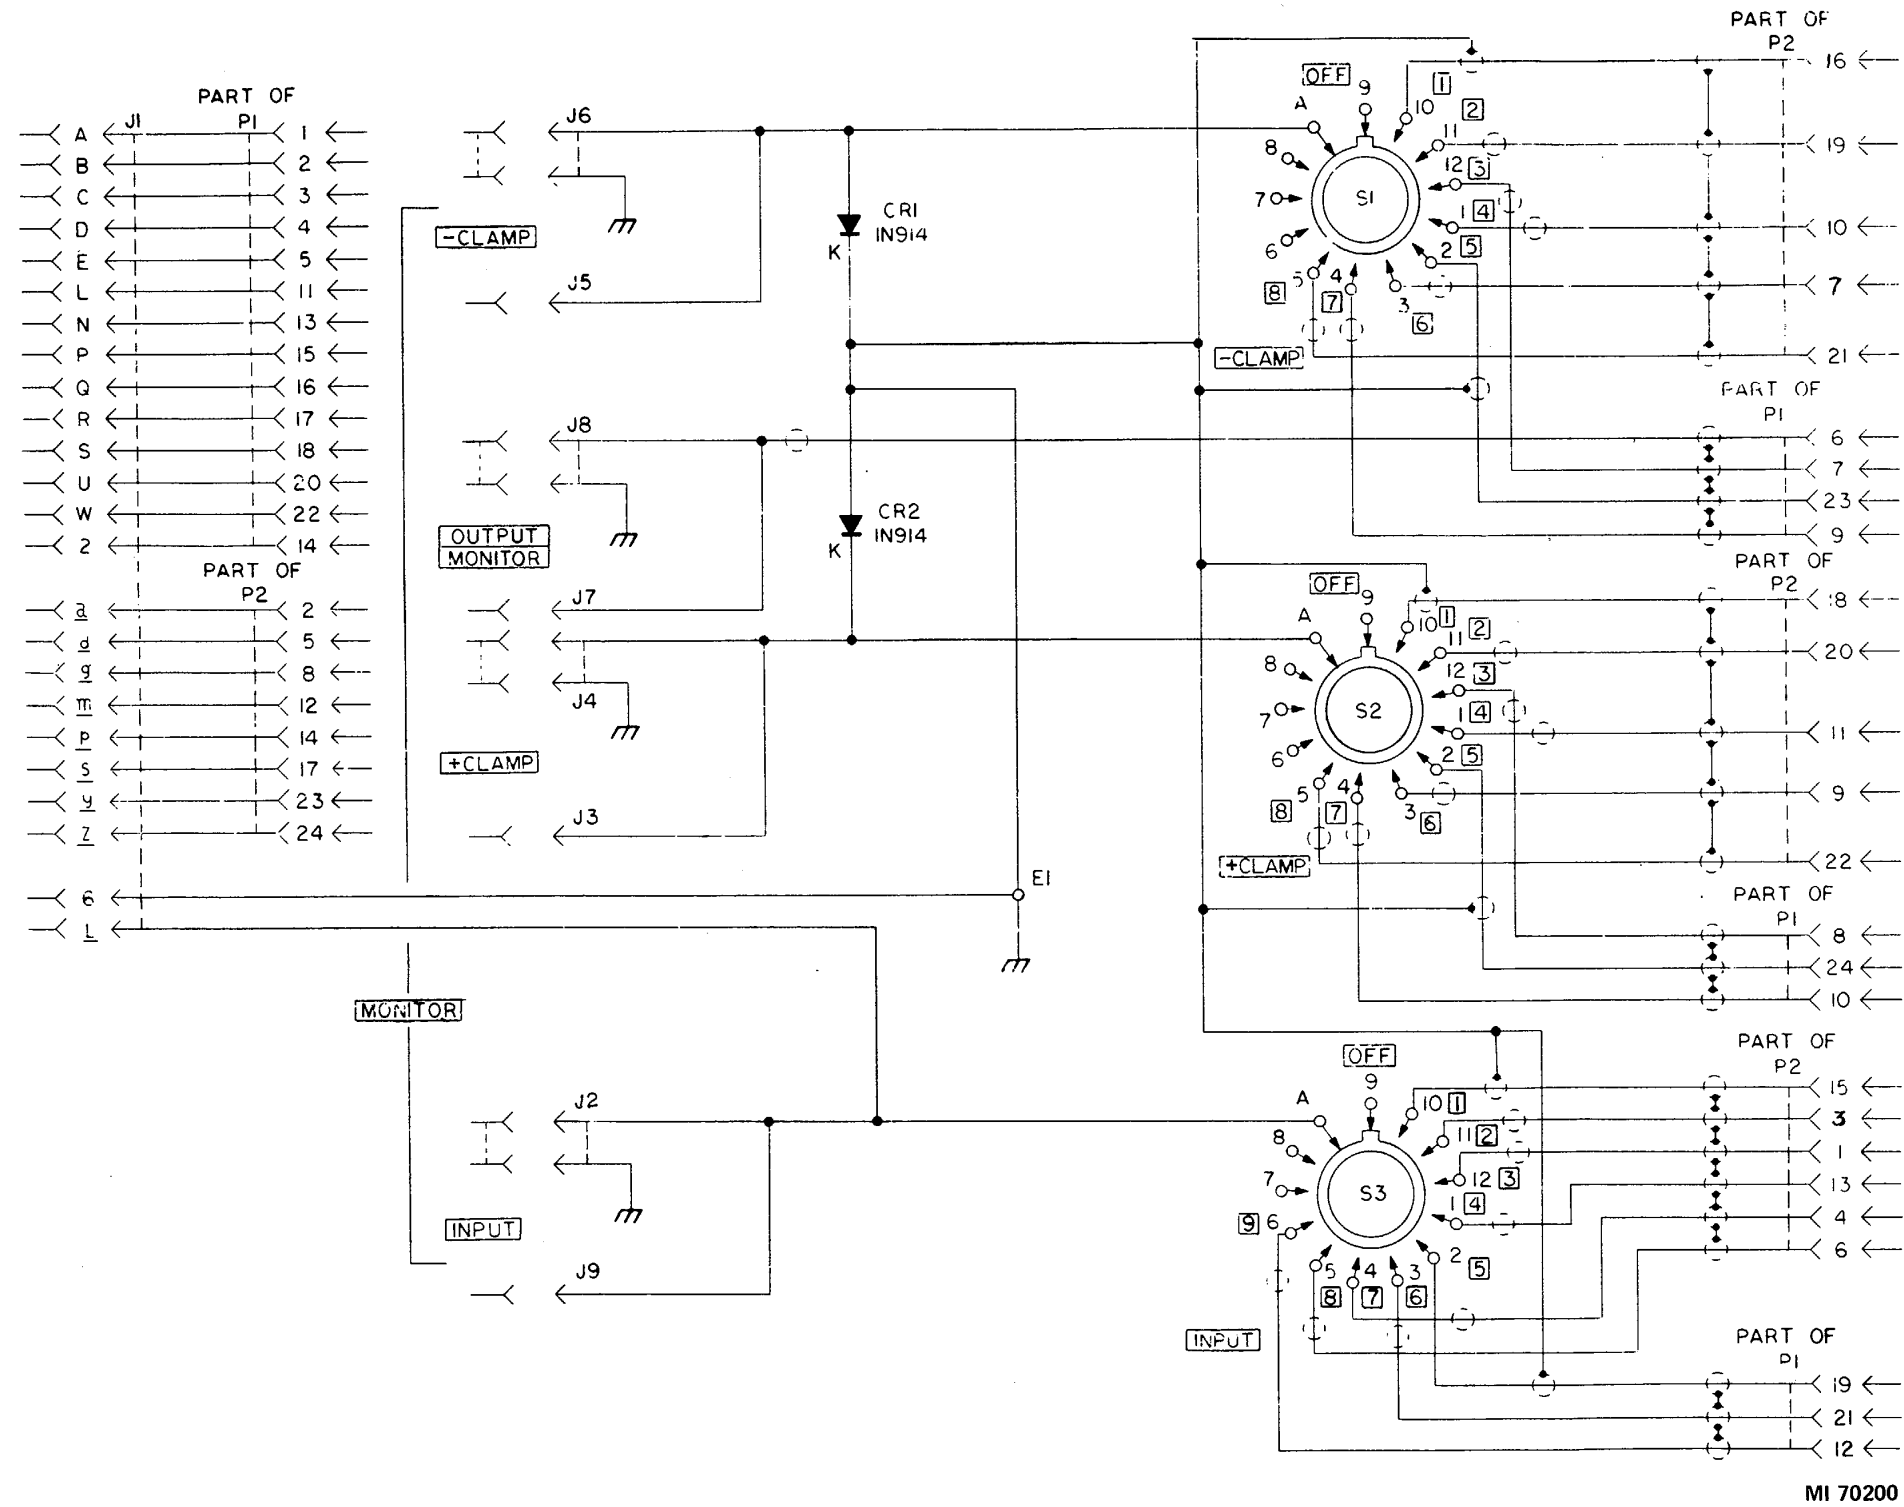 PART OF
J1 P1
A 1
B 2
C 3
D 4
E 5
L 11
N 13
P 15
Q 16
R 17
S 18
U 20
W 22
2 14
PART OF
P2
a 2
d 5
g 8
m 12
p 14
s 17
y 23
z 24
6
L
E1
J6
-CLAMP
J5
J8
OUTPUT
MONITOR
J7
J4
+CLAMP
J3
MONITOR
J2
INPUT
J9
CR1
IN914
K
CR2
IN914
K
OFF
A 9 10 1
11 2
12 3
1 4
2 5
3 6
4 7
5 8
6
7
8
S1
-CLAMP
PART OF
P2
16
19
10
7
21
PART OF
P1
6
7
23
9
OFF
A 9 10 1
11 2
12 3
1 4
2 5
3 6
4 7
5 8
6
7
8
S2
+CLAMP
PART OF
P2
18
20
11
9
22
PART OF
P1
8
24
10
OFF
A 9 10 1
11 2
12 3
1 4
2 5
3 6
4 7
5 8
6 9
7
8
S3
INPUT
PART OF
P2
15
3
1
13
4
6
PART OF
P1
19
21
12
MI 70200